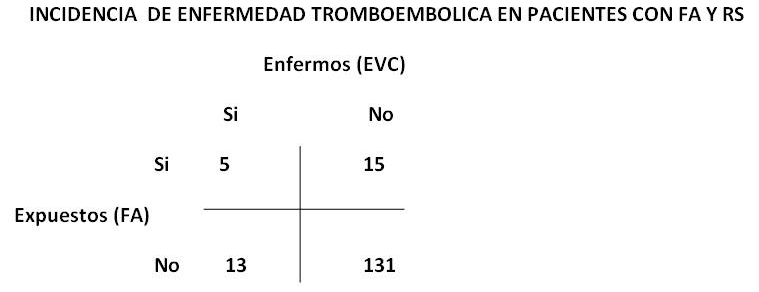 INCIDENCIA DE ENFERMEDAD TROMBOEMBOLICA EN PACIENTES CON FA Y RS
Enfermos (EVC)
Si No
Si 5 15
Expuestos (FA)
No 13 131